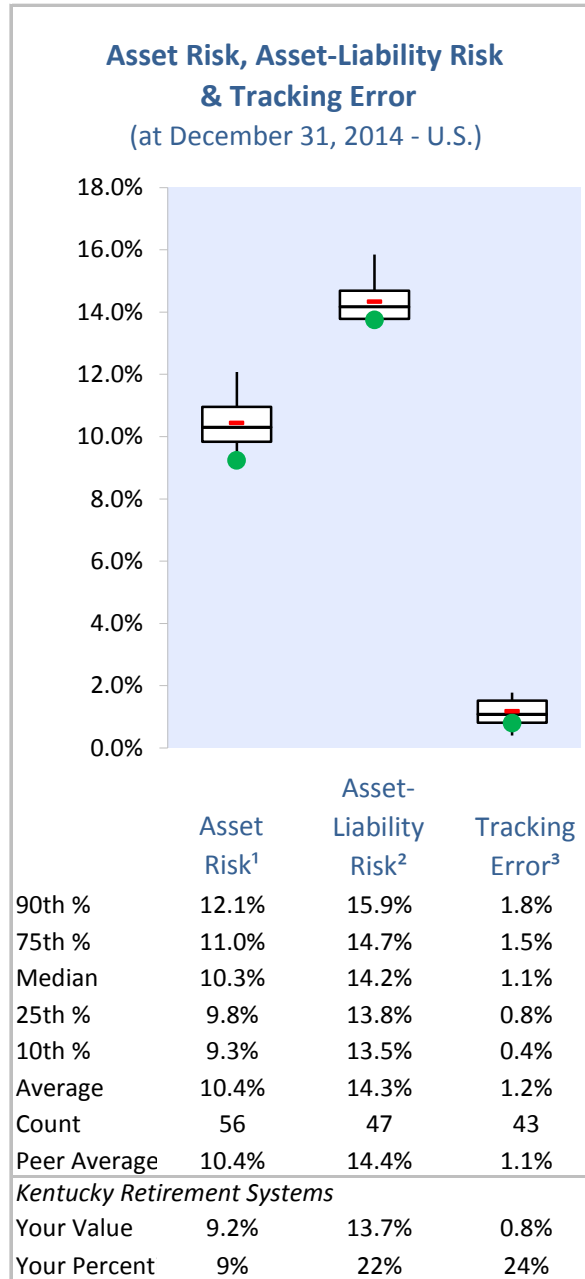 Asset Risk, Asset-Liability Risk
& Tracking Error
(at December 31, 2014 - U.S.)
18.0%
16.0%
14.0%
12.0%
10.0%
8.0%
6.0%
4.0%
2.0%
0.0%
Asset Risk¹ Asset-Liability Risk² Tracking Error³
90th % 12.1% 15.9% 1.8%
75th % 11.0% 14.7% 1.5%
Median 10.3% 14.2% 1.1%
25th % 9.8% 13.8% 0.8%
10th % 9.3% 13.5% 0.4%
Average 10.4% 14.3% 1.2%
Count 56 47 43
Peer Average 10.4% 14.4% 1.1%
Kentucky Retirement Systems
Your Value 9.2% 13.7% 0.8%
Your Percent 9% 22% 24%